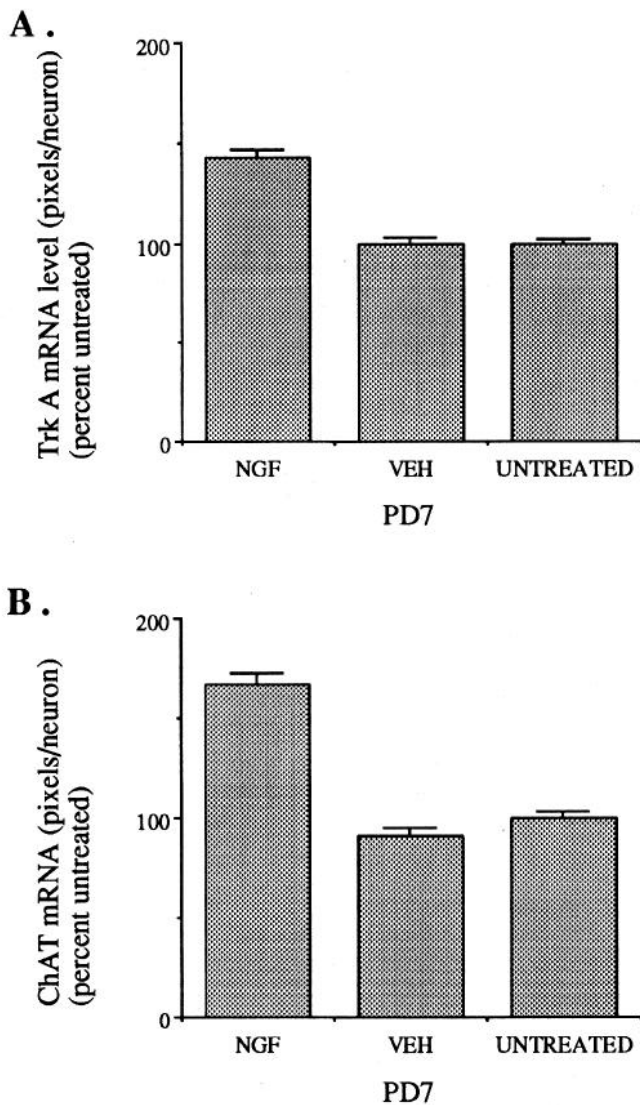 A .
Trk A mRNA level (pixels/neuron)
(percent untreated)
200
100
0
NGF VEH UNTREATED
PD7
B .
ChAT mRNA (pixels/neuron)
(percent untreated)
200
100
0
NGF VEH UNTREATED
PD7